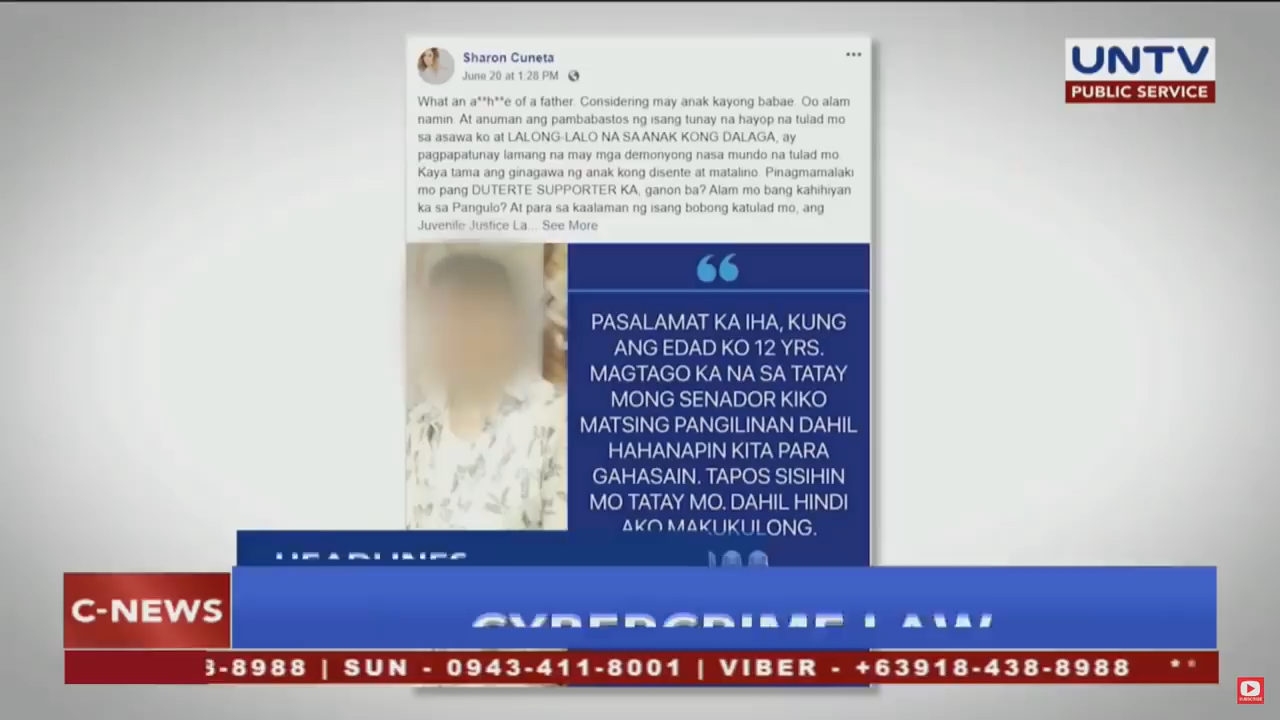 Sharon Cuneta
June 20 at 1:28 PM
What an a**h**e of a father. Considering may anak kayong babae. Oo alam
namin. At anuman ang pambabastos ng isang tunay na hayop na tulad mo
sa asawa ko at LALONG-LALO NA SA ANAK KONG DALAGA, ay
pagpapatunay lamang na may mga demonyong nasa mundo na tulad mo.
Kaya tama ang ginagawa ng anak kong disente at matalino. Pinagmamalaki
mo pang DUTERTE SUPPORTER KA, ganon ba? Alam mo bang kahihiyan
ka sa Pangulo? At para sa kaalaman ng isang bobong katulad mo, ang
Juvenile Justice La... See More
UNTV
PUBLIC SERVICE
“
PASALAMAT KA IHA, KUNG
ANG EDAD KO 12 YRS.
MAGTAGO KA NA SA TATAY
MONG SENADOR KIKO
MATSING PANGILINAN DAHIL
HAHANAPIN KITA PARA
GAHASAIN. TAPOS SISIHIN
MO TATAY MO. DAHIL HINDI
AKO MAKUKULONG.
HEADLINES
C-NEWS
CYBERCRIME LAW
3-8988 | SUN - 0943-411-8001 | VIBER - +63918-438-8988 **
SUBSCRIBE